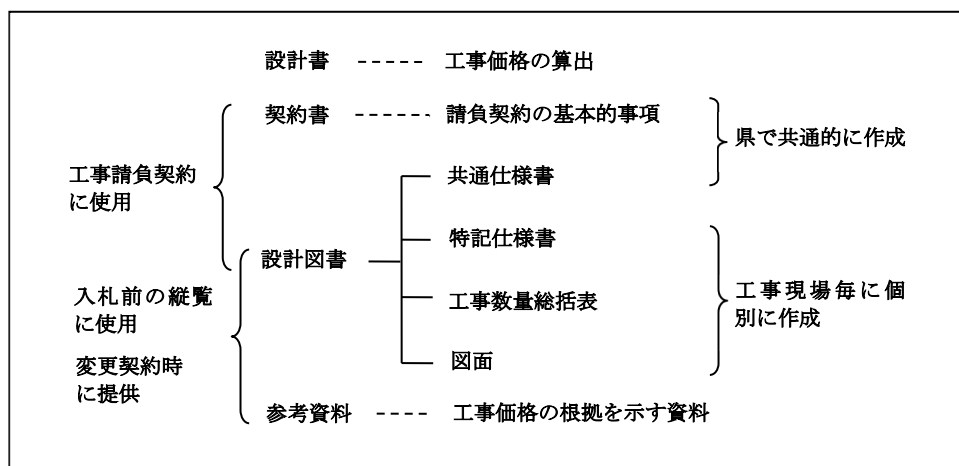 設計書 工事価格の算出
契約書 請負契約の基本的事項
県で共通的に作成
工事請負契約
に使用
共通仕様書
特記仕様書
設計図書
入札前の縦覧
に使用
工事数量総括表
工事現場毎に個
別に作成
変更契約時
に提供
図面
参考資料 工事価格の根拠を示す資料